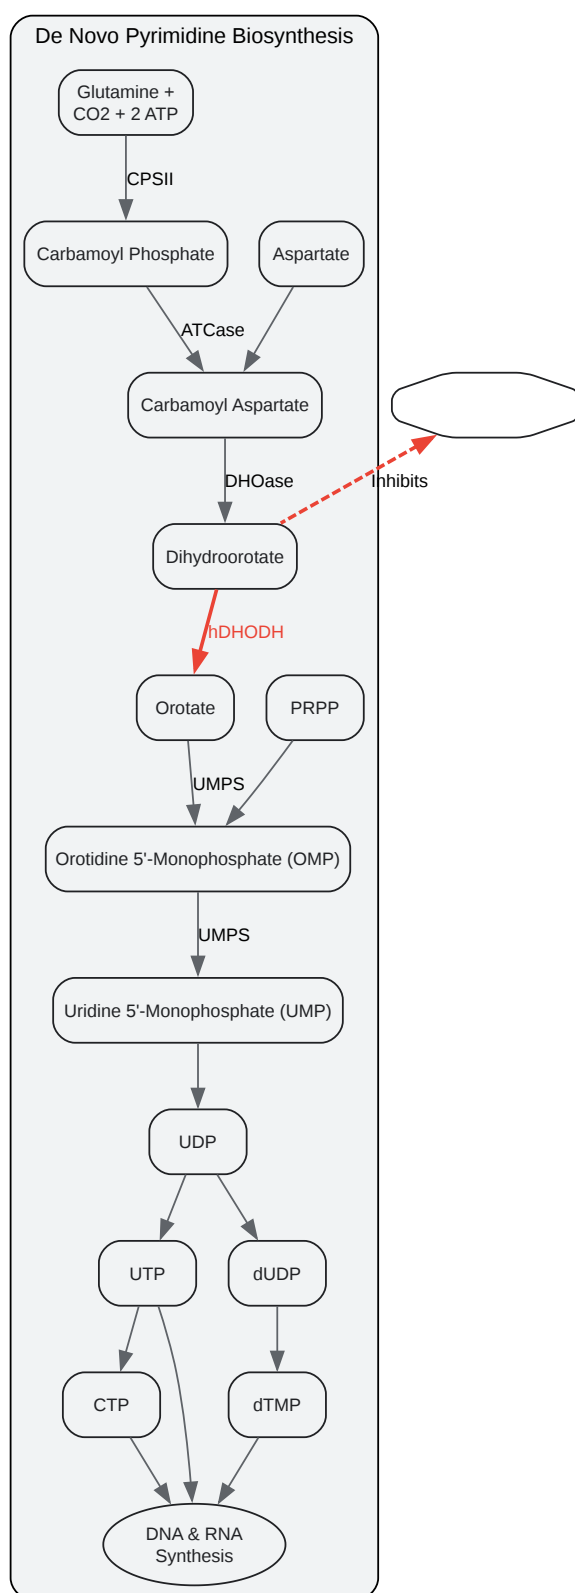 De Novo Pyrimidine Biosynthesis
Glutamine +
CO2 + 2 ATP
CPSII
Carbamoyl Phosphate
Aspartate
ATCase
Carbamoyl Aspartate
DHOase
Inhibits
Dihydroorotate
hDHODH
Orotate
PRPP
UMPS
Orotidine 5'-Monophosphate (OMP)
UMPS
Uridine 5'-Monophosphate (UMP)
UDP
UTP
dUDP
CTP
dTMP
DNA & RNA
Synthesis